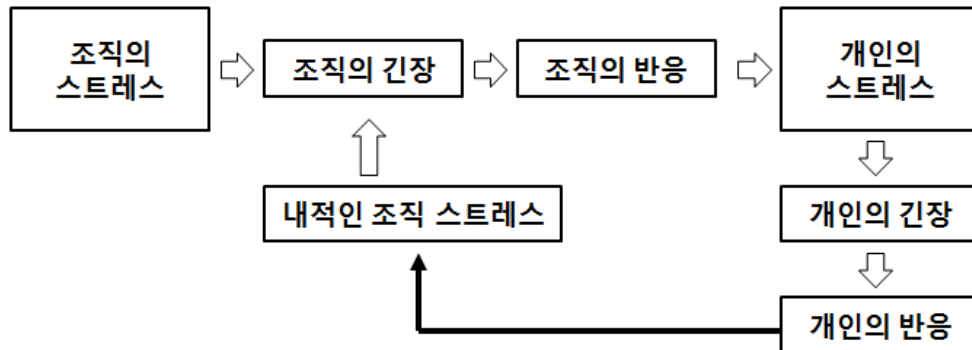 조직의
스트레스
조직의 긴장
조직의 반응
개인의
스트레스
내적인 조직 스트레스
개인의 긴장
개인의 반응